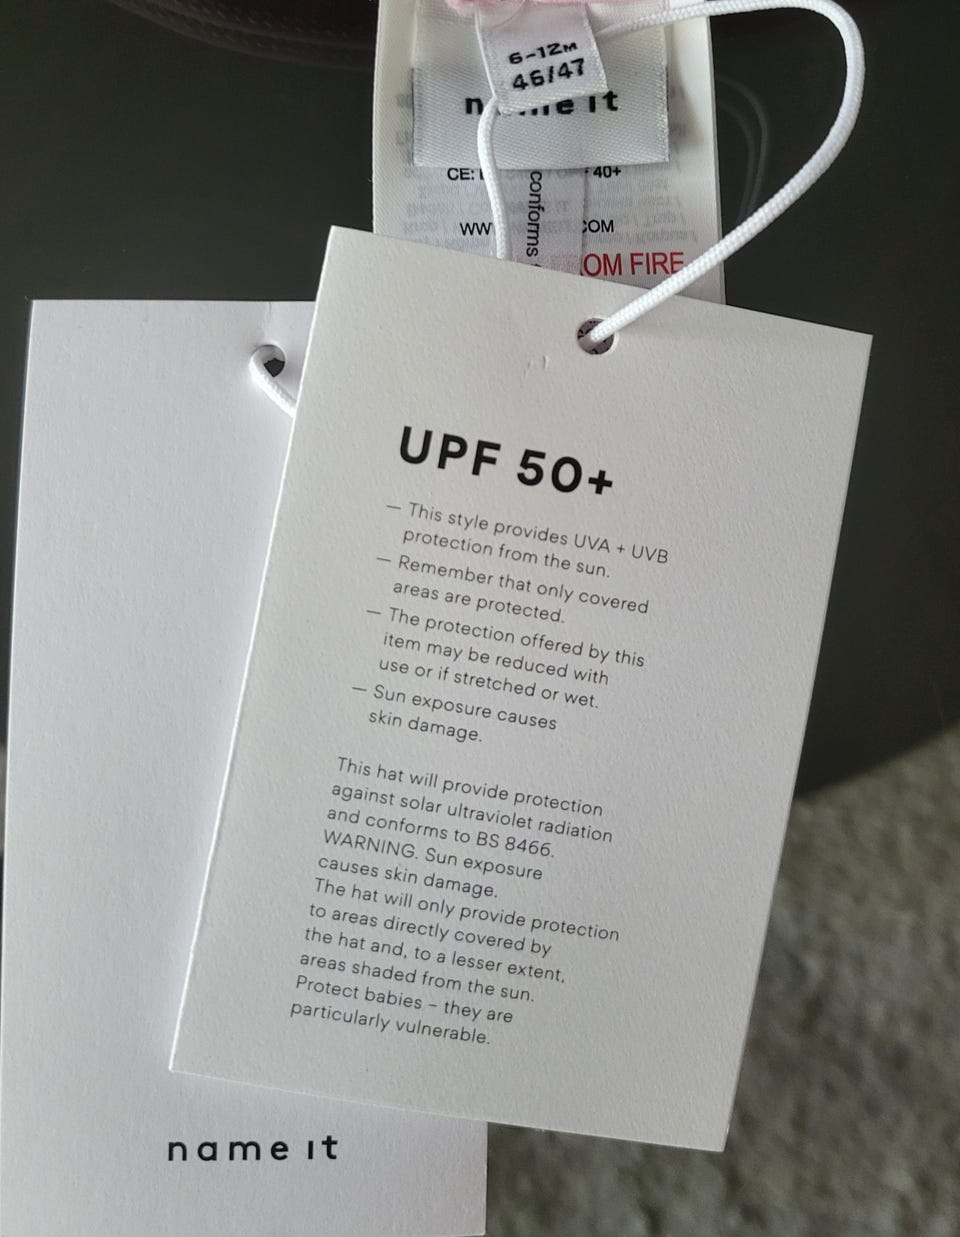 6-12M
46/47
name it
CE: 40+
conforms
WW COM
OM FIRE
UPF 50+
— This style provides UVA + UVB
protection from the sun.
— Remember that only covered
areas are protected.
— The protection offered by this
item may be reduced with
use or if stretched or wet.
— Sun exposure causes
skin damage.
This hat will provide protection
against solar ultraviolet radiation
and conforms to BS 8466.
WARNING. Sun exposure
causes skin damage.
The hat will only provide protection
to areas directly covered by
the hat and, to a lesser extent,
areas shaded from the sun.
Protect babies – they are
particularly vulnerable.
name it